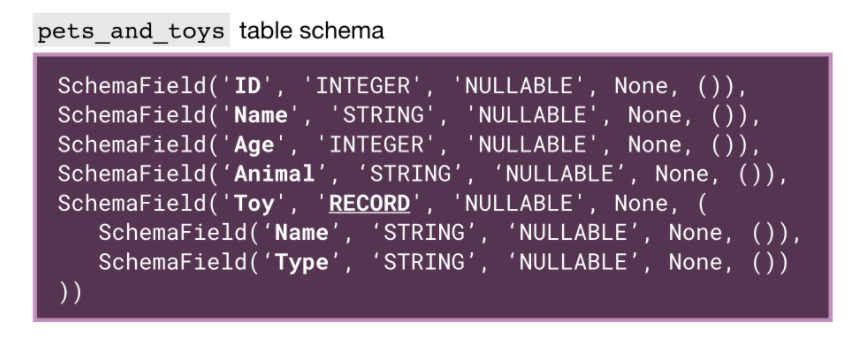 pets_and_toys table schema
SchemaField('ID', 'INTEGER', 'NULLABLE', None, ()),
SchemaField('Name', 'STRING', 'NULLABLE', None, ()),
SchemaField('Age', 'INTEGER', 'NULLABLE', None, ()),
SchemaField(‘Animal’, ‘STRING’, ‘NULLABLE’, None, ()),
SchemaField('Toy', 'RECORD', 'NULLABLE', None, (
SchemaField(‘Name’, ‘STRING’, ‘NULLABLE’, None, ()),
SchemaField(‘Type’, ‘STRING’, ‘NULLABLE’, None, ())
))